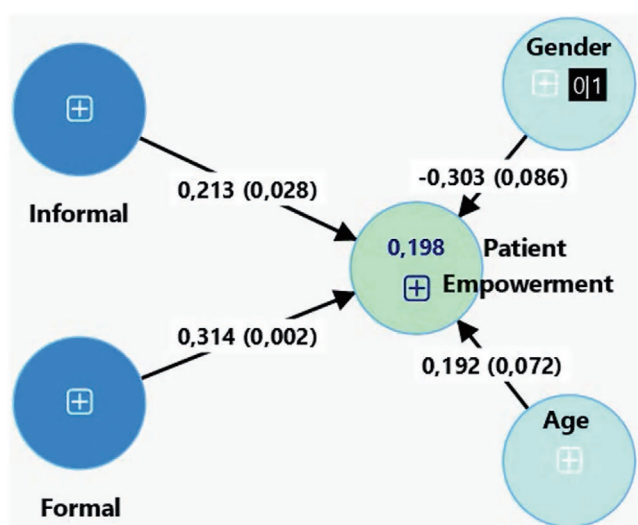 Gender
0|1
Informal
0,213 (0,028)
-0,303 (0,086)
0,198
Patient
Empowerment
0,314 (0,002)
0,192 (0,072)
Age
Formal